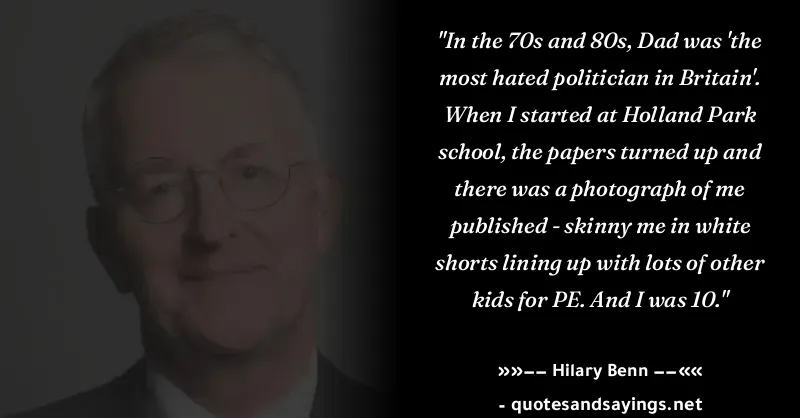 "In the 70s and 80s, Dad was 'the
most hated politician in Britain'.
When I started at Holland Park
school, the papers turned up and
there was a photograph of me
published - skinny me in white
shorts lining up with lots of other
kids for PE. And I was 10."
»»−− Hilary Benn −−««
- quotesandsayings.net